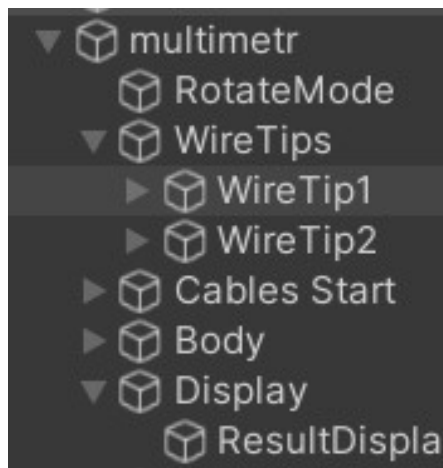 multimetr
RotateMode
WireTips
WireTip1
WireTip2
Cables Start
Body
Display
ResultDispla